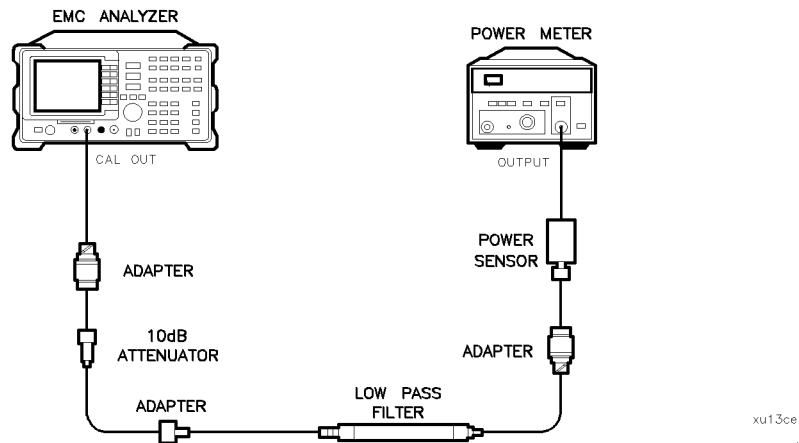 EMC ANALYZER
POWER METER
CAL OUT
OUTPUT
POWER
SENSOR
ADAPTER
10dB
ATTENUATOR
ADAPTER
ADAPTER
LOW PASS
FILTER
xu13ce